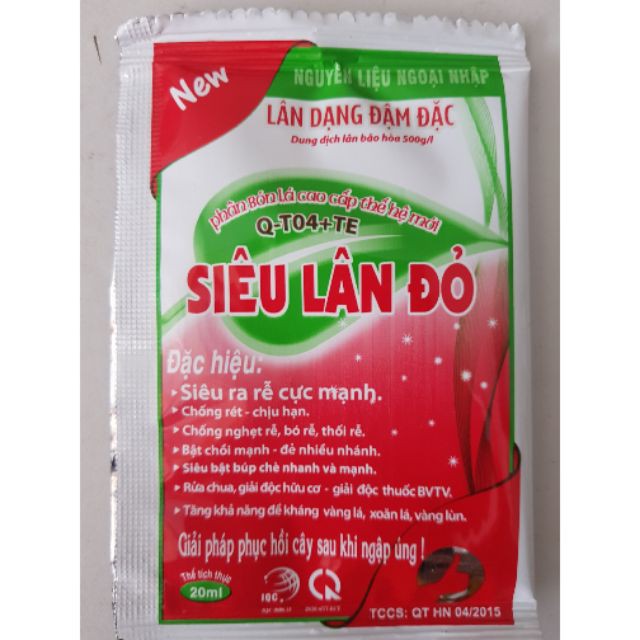 New
NGUYÊN LIỆU NGOẠI NHẬP
LÂN DẠNG ĐẬM ĐẶC
Dung dịch lân bão hòa 500g/l
phân bón lá cao cấp thế hệ mới
Q-T04+TE
SIÊU LÂN ĐỎ
Đặc hiệu:
▸ Siêu ra rễ cực mạnh.
▸ Chống rét - chịu hạn.
▸ Chống nghẹt rễ, bó rễ, thối rễ.
▸ Bật chồi mạnh - đẻ nhiều nhánh.
▸ Siêu bật búp chè nhanh và mạnh.
▸ Rửa chua, giải độc hữu cơ - giải độc thuốc BVTV.
▸ Tăng khả năng đề kháng vàng lá, xoăn lá, vàng lùn.
Giải pháp phục hồi cây sau khi ngập úng !
Thể tích thực
20ml
TCCS: QT HN 04/2015